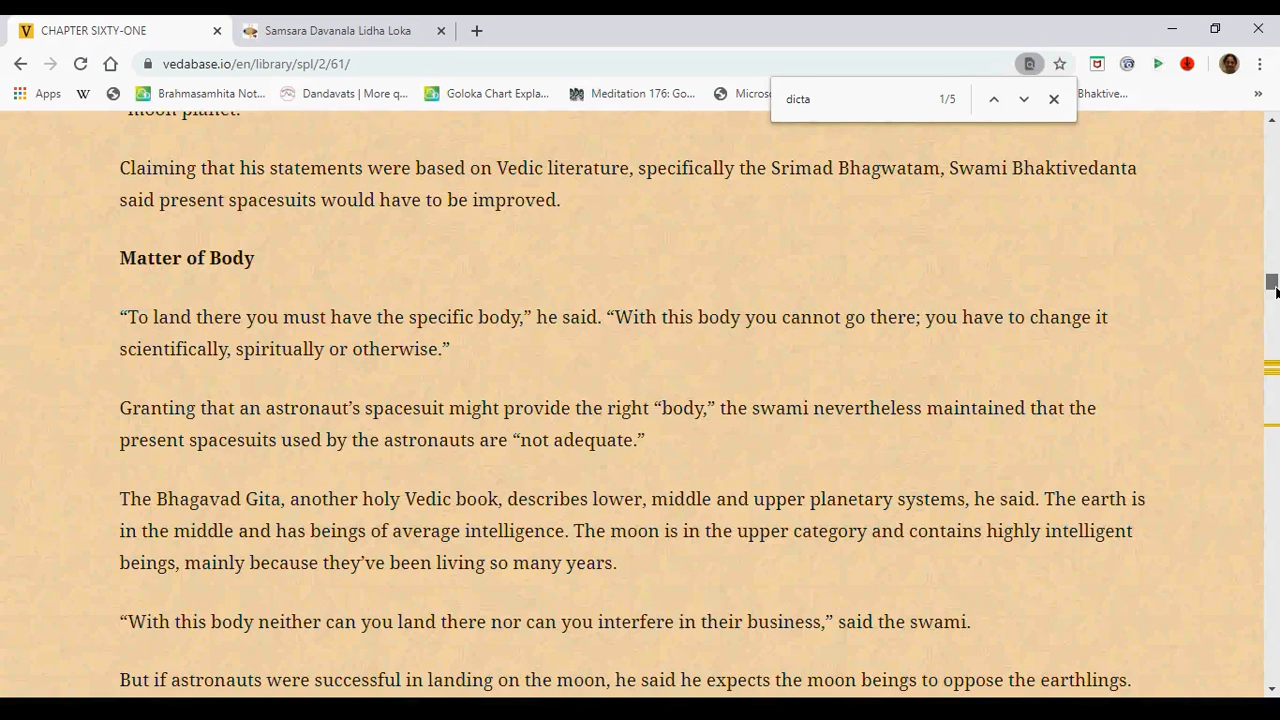 CHAPTER SIXTY-ONE
Samsara Davanala Lidha Loka
vedabase.io/en/library/spl/2/61/
Apps
Brahmasamhita Not...
Dandavats | More q...
Goloka Chart Expla...
Meditation 176: Go...
Micros
Bhaktive...
dicta 1/5
"moon planet."
Claiming that his statements were based on Vedic literature, specifically the Srimad Bhagwatam, Swami Bhaktivedanta
said present spacesuits would have to be improved.
Matter of Body
“To land there you must have the specific body,” he said. “With this body you cannot go there; you have to change it
scientifically, spiritually or otherwise.”
Granting that an astronaut’s spacesuit might provide the right “body,” the swami nevertheless maintained that the
present spacesuits used by the astronauts are “not adequate.”
The Bhagavad Gita, another holy Vedic book, describes lower, middle and upper planetary systems, he said. The earth is
in the middle and has beings of average intelligence. The moon is in the upper category and contains highly intelligent
beings, mainly because they’ve been living so many years.
“With this body neither can you land there nor can you interfere in their business,” said the swami.
But if astronauts were successful in landing on the moon, he said he expects the moon beings to oppose the earthlings.